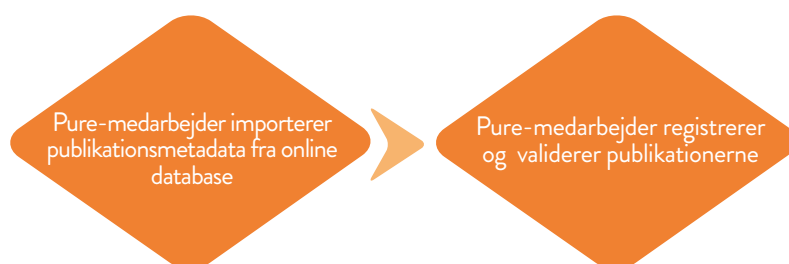 Pure-medarbejder importerer
publikationsmetadata fra online
database
Pure-medarbejder registrerer
og validerer publikationerne